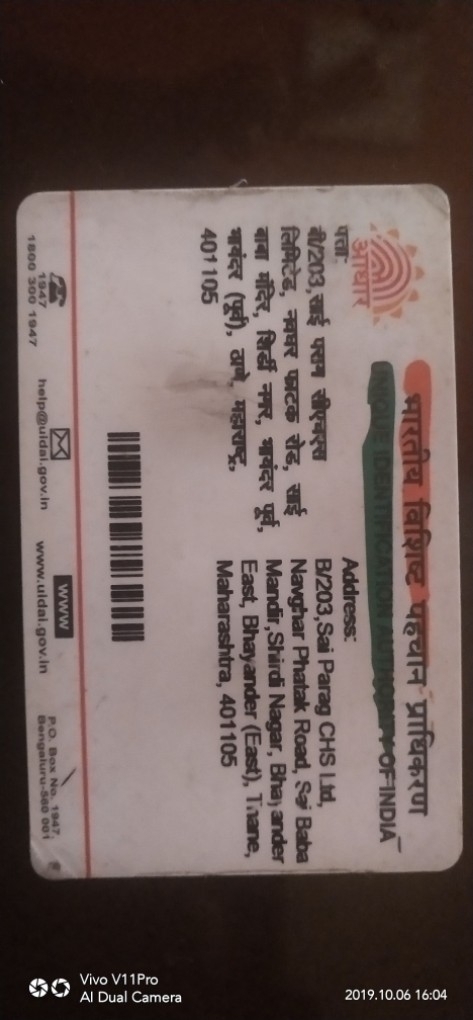 भारतीय विशिष्ट पहचान प्राधिकरण
UNIQUE IDENTIFICATION AUTHORITY OF INDIA
आधार
पता:
बी/203, साई पराग सीएचएस
लिमिटेड, नवघर फाटक रोड, साई
बाबा मंदिर, शिर्डी नगर, भायंदर पूर्व,
भायंदर (पूर्व), ठाणे, महाराष्ट्र,
401105
Address:
B/203, Sai Parag CHS Ltd,
Navghar Phatak Road, Sai Baba
Mandir, Shirdi Nagar, Bhayander
East, Bhayander (East), Thane,
Maharashtra, 401105
1947
1800 300 1947
help@uidai.gov.in
www
www.uidai.gov.in
P.O. Box No. 1947,
Bengaluru-560 001
Vivo V11Pro
AI Dual Camera
2019.10.06 16:04